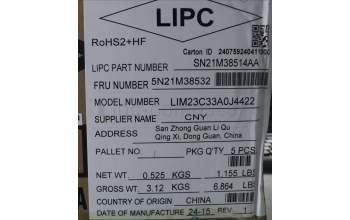 LIPC
RoHS2+HF
Carton ID
LIPC PART NUMBER SN21M38514AA
FRU NUMBER 5N21M38532
MODEL NUMBER LIM23C33A0J4422
SUPPLIER NAME CNY
ADDRESS San Zhong Guan Li Qu
Qing Xi, Dong Guan, China
PALLET NO / PKG Q'TY 5 PCS
NET WT 0.525 KGS 1.155 LBS
GROSS WT 3.12 KGS 6.864 LBS
ORIGIN COUNTRY CHINA
DATE OF MANUFACTURE 24-15 REV 1